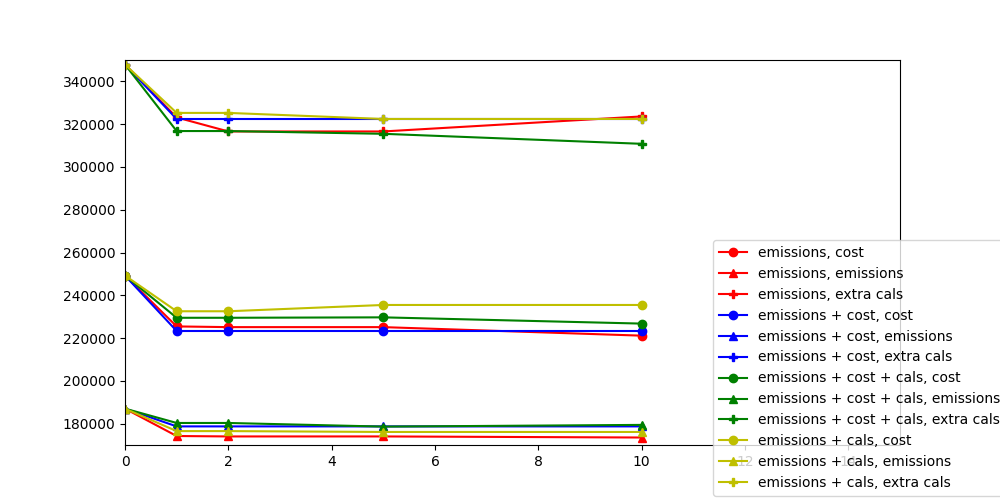 340000
320000
300000
280000
260000
240000
220000
200000
180000
0
2
4
6
8
10
12
14
emissions, cost
emissions, emissions
emissions, extra cals
emissions + cost, cost
emissions + cost, emissions
emissions + cost, extra cals
emissions + cost + cals, cost
emissions + cost + cals, emissions
emissions + cost + cals, extra cals
emissions + cals, cost
emissions + cals, emissions
emissions + cals, extra cals